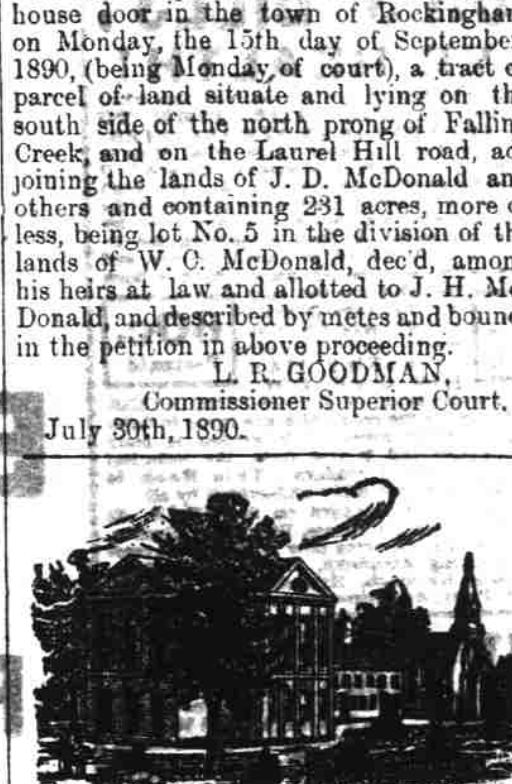 house door in the town of Rockingham
on Monday, the 15th day of September
1890, (being Monday of court), a tract o
parcel of land situate and lying on th
south side of the north prong of Fallin
Creek, and on the Laurel Hill road, ad
joining the lands of J. D. McDonald an
others and containing 231 acres, more o
less, being lot No. 5 in the division of th
lands of W. C. McDonald, dec'd, amon
his heirs at law and allotted to J. H. Mc
Donald, and described by metes and bound
in the petition in above proceeding.
L. R. GOODMAN,
Commissioner Superior Court.
July 30th, 1890.